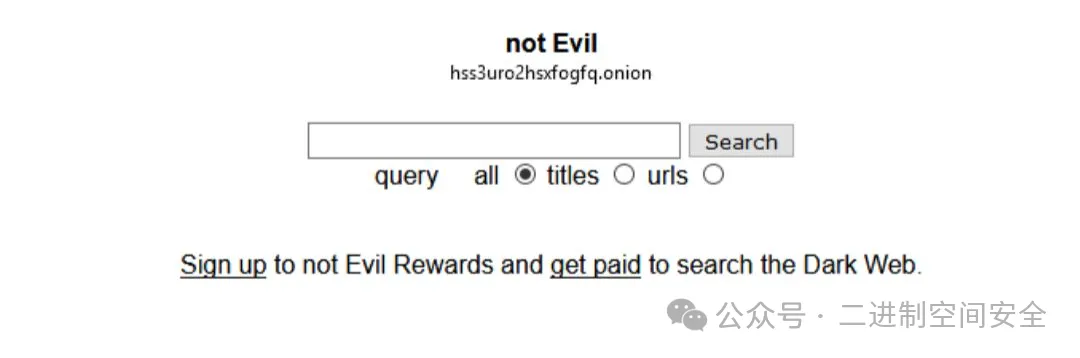 not Evil
hss3uro2hsxfogfq.onion
Search
query all titles urls
Sign up to not Evil Rewards and get paid to search the Dark Web.
公众号 · 二进制空间安全